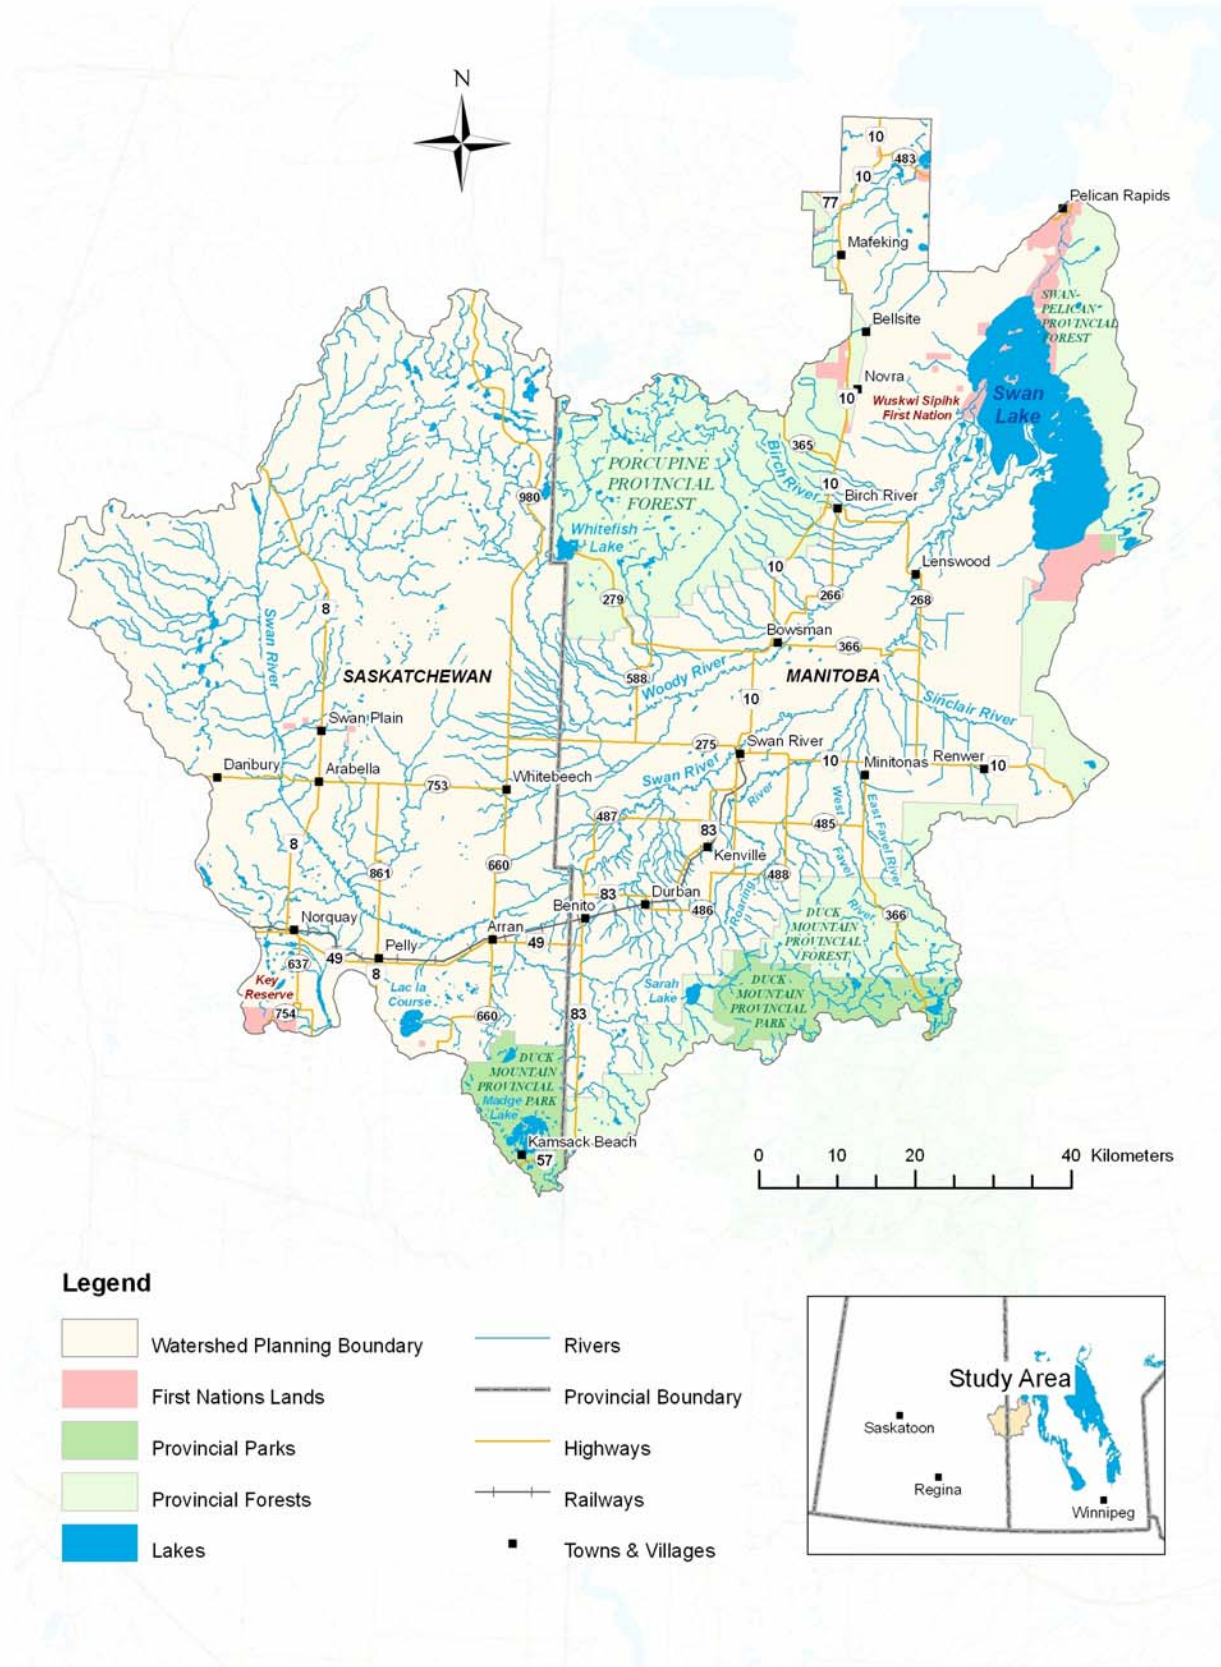 N
10
483
10
77
Pelican Rapids
Mafeking
SWAN-
PELICAN
PROVINCIAL
FOREST
Bellsite
Novra
10
Wuskwi Sipihk
First Nation
Swan
Lake
365
Birch River
PORCUPINE
PROVINCIAL
FOREST
980
10
Birch River
Whitefish
Lake
10
Lenswood
279
266
268
8
Swan River
Bowsman
366
588
Woody River
SASKATCHEWAN
MANITOBA
10
Sinclair River
Swan Plain
275
Swan River
Danbury
Arabella
753
Whitebeech
Swan River
River
10
Minitonas
Renwer
10
487
West
Favel
River
East Favel River
83
485
8
861
660
Kenville
488
83
Durban
Roaring
Benito
486
366
Norquay
Arran
49
DUCK
MOUNTAIN
PROVINCIAL
FOREST
49
Pelly
637
8
Key
Reserve
Lac la
Course
Sarah
Lake
DUCK
MOUNTAIN
PROVINCIAL
PARK
754
660
83
DUCK
MOUNTAIN
PROVINCIAL
PARK
Madge
Lake
Kamsack Beach
57
0 10 20 40 Kilometers
Legend
Watershed Planning Boundary
First Nations Lands
Provincial Parks
Provincial Forests
Lakes
Rivers
Provincial Boundary
Highways
Railways
Towns & Villages
Study Area
Saskatoon
Regina
Winnipeg